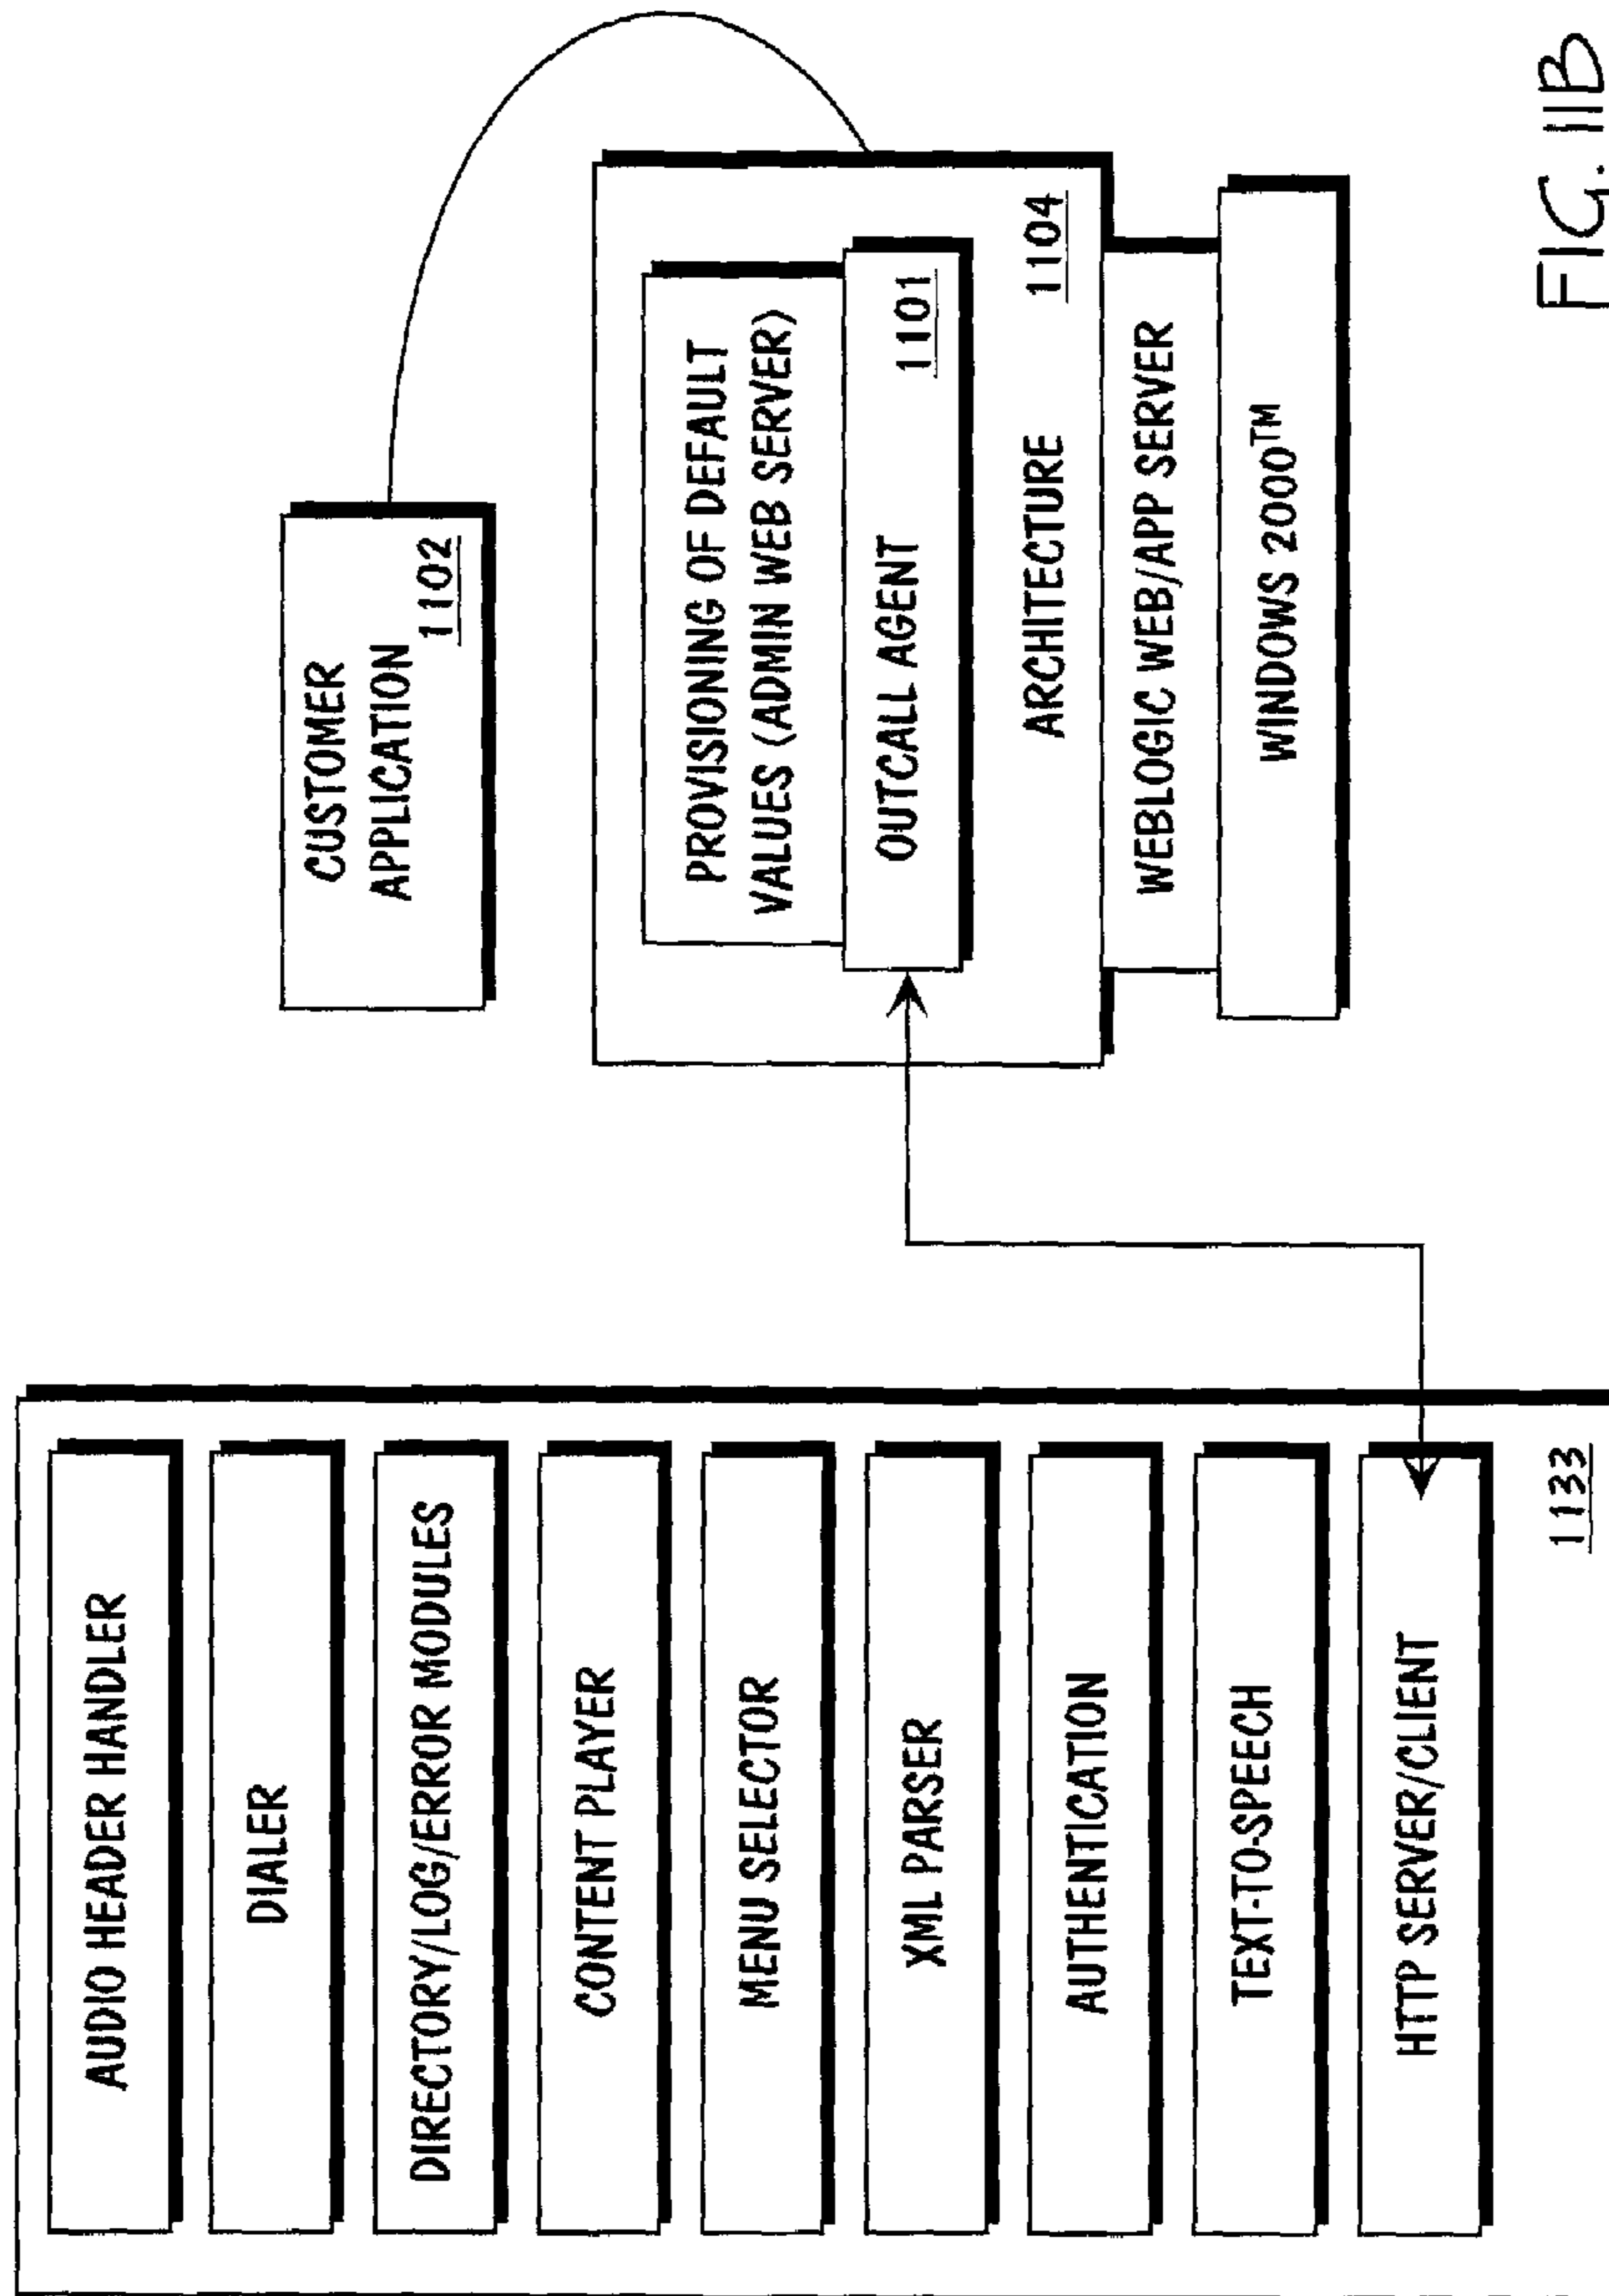 AUDIO HEADER HANDLER
DIALER
DIRECTORY/LOG/ERROR MODULES
CONTENT PLAYER
MENU SELECTOR
XML PARSER
AUTHENTICATION
TEXT-TO-SPEECH
HTTP SERVER/CLIENT
1133
CUSTOMER
APPLICATION
1102
PROVISIONING OF DEFAULT
VALUES (ADMIN WEB SERVER)
OUTCALL AGENT
1101
ARCHITECTURE
1104
WEBLOGIC WEB/APP SERVER
WINDOWS 2000™
FIG. 11B